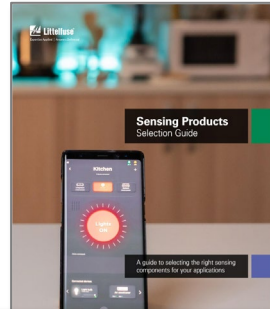 Littelfuse
Expertise Applied | Answers Delivered
Sensing Products
Selection Guide
Kitchen
Lights
A guide to selecting the right sensing
components for your applications